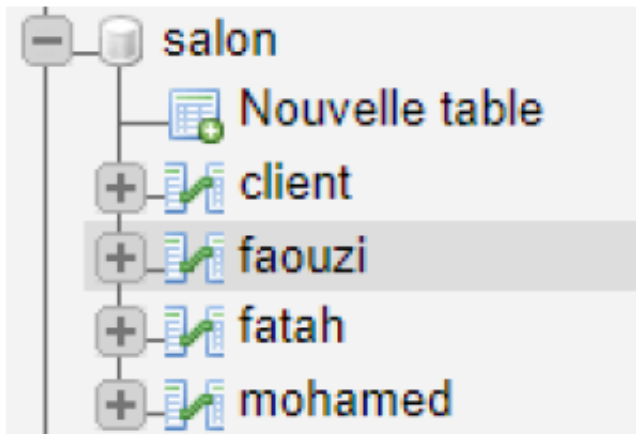 salon
Nouvelle table
client
faouzi
fatah
mohamed